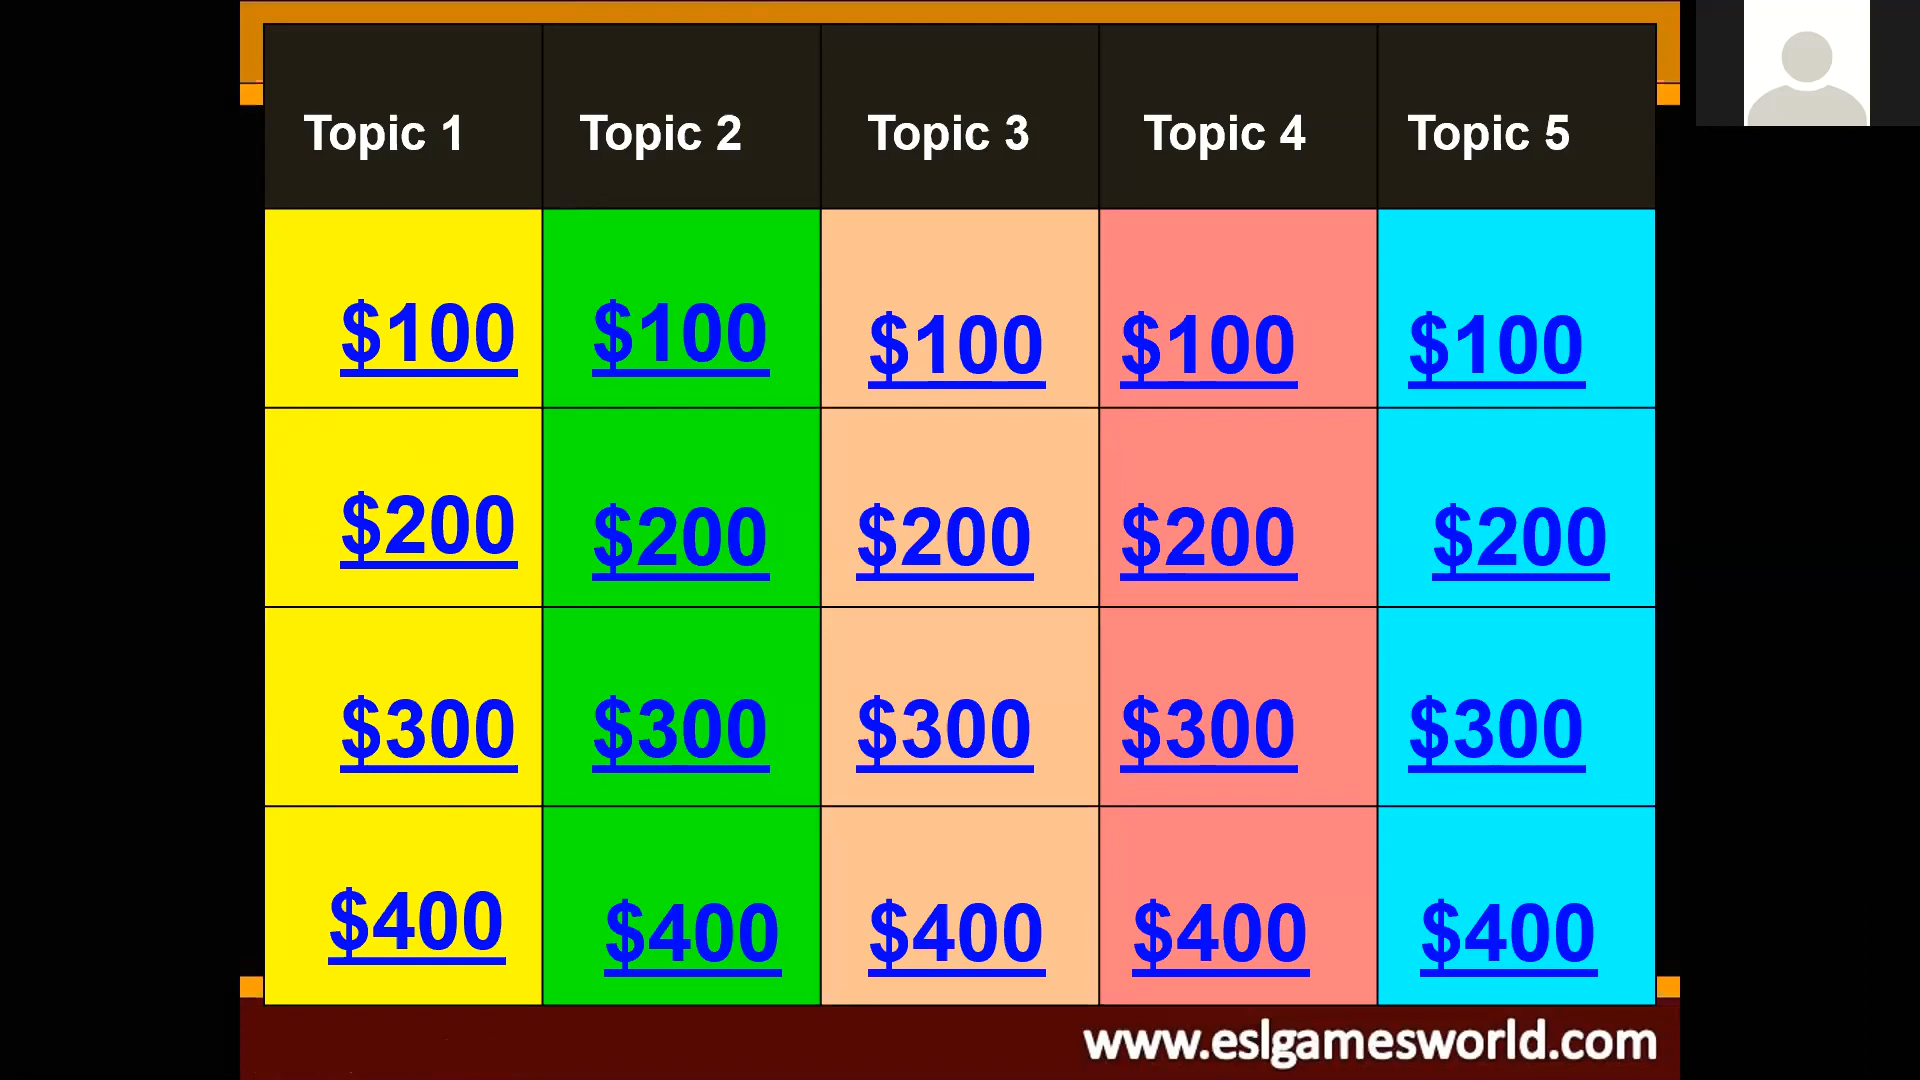 Topic 1 Topic 2 Topic 3 Topic 4 Topic 5
$100 $100 $100 $100 $100
$200 $200 $200 $200 $200
$300 $300 $300 $300 $300
$400 $400 $400 $400 $400
www.eslgamesworld.com